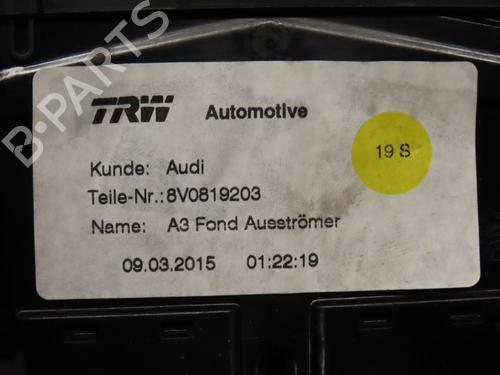 TRW Automotive
19 S
Kunde: Audi
Teile-Nr.:8V0819203
Name: A3 Fond Ausströmer
09.03.2015 01:22:19
B-PARTS